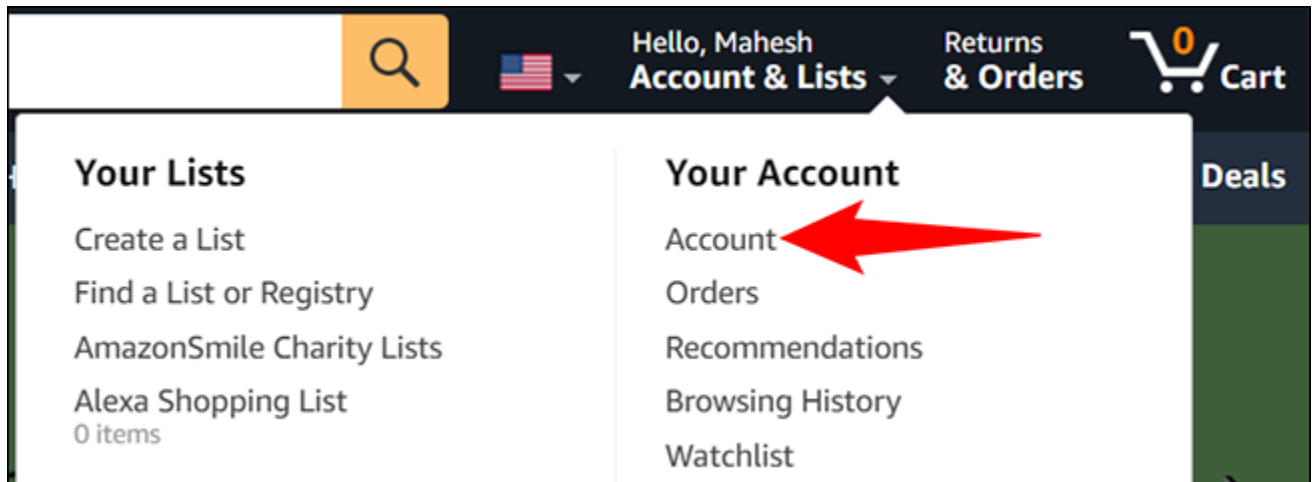 Hello, Mahesh
Account & Lists
Returns
& Orders
0
Cart
Deals
Your Lists
Create a List
Find a List or Registry
AmazonSmile Charity Lists
Alexa Shopping List
0 items
Your Account
Account
Orders
Recommendations
Browsing History
Watchlist